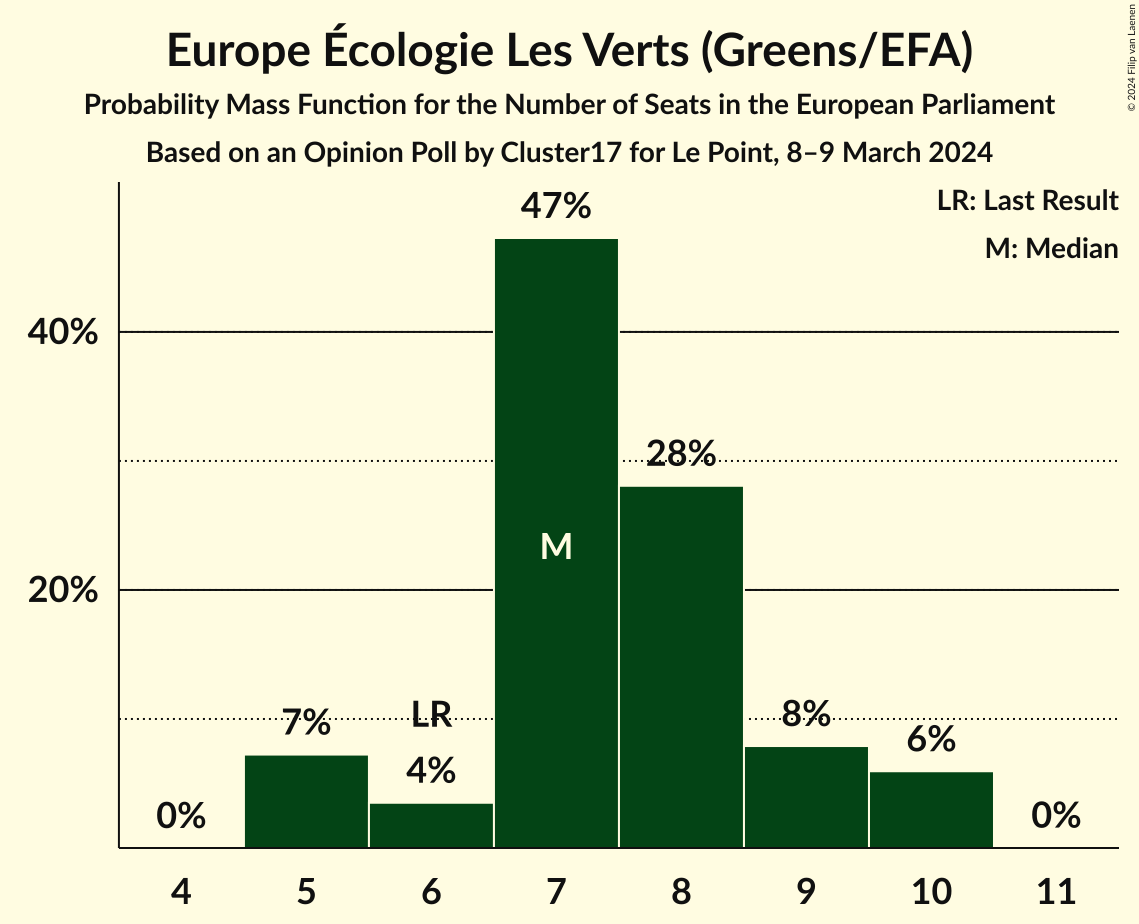 Europe Écologie Les Verts (Greens/EFA)
Probability Mass Function for the Number of Seats in the European Parliament
Based on an Opinion Poll by Cluster17 for Le Point, 8–9 March 2024
© 2024 Filip van Laenen
LR: Last Result
M: Median
47%
40%
28%
M
20%
7%
LR
4%
8%
6%
0%
0%
4 5 6 7 8 9 10 11